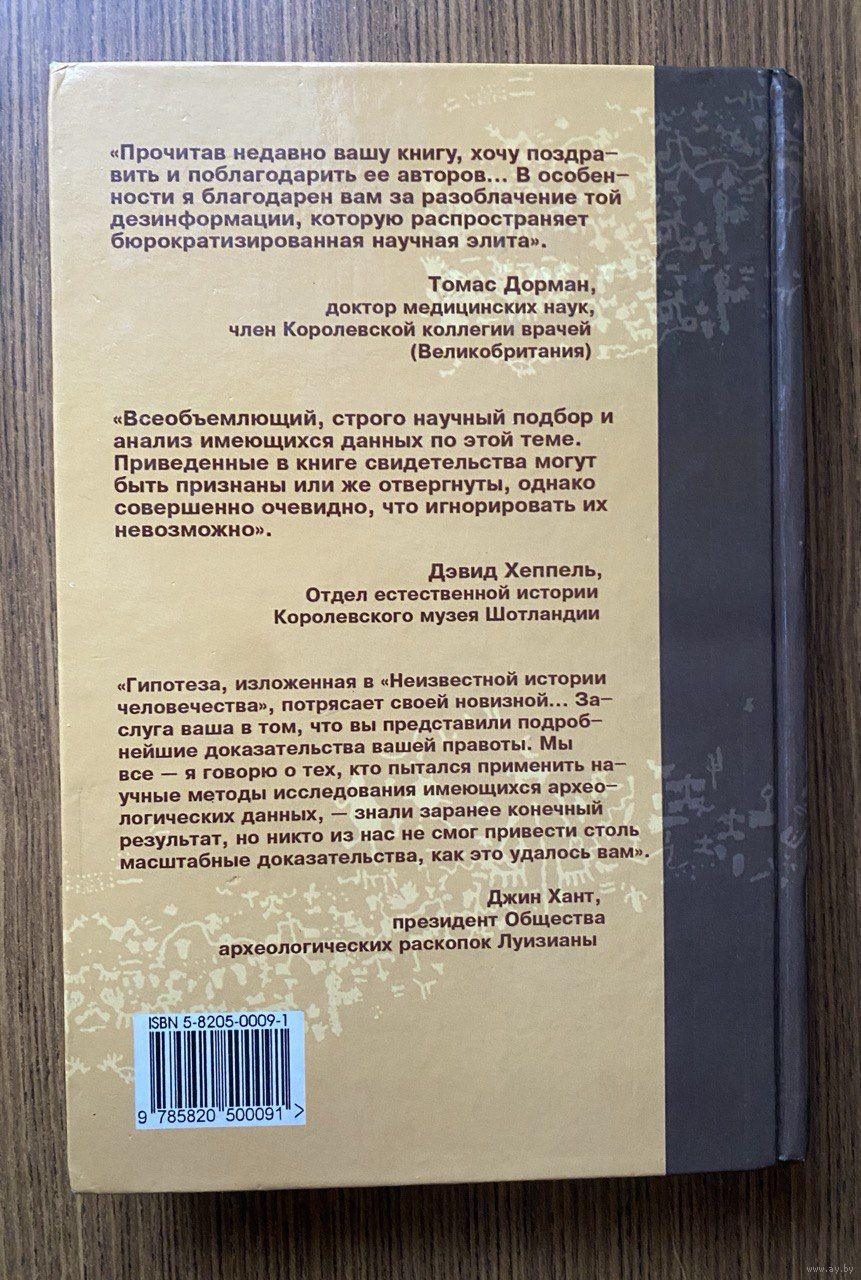 «Прочитав недавно вашу книгу, хочу поздра–
вить и поблагодарить ее авторов... В особен–
ности я благодарен вам за разоблачение той
дезинформации, которую распространяет
бюрократизированная научная элита».
Томас Дорман,
доктор медицинских наук,
член Королевской коллегии врачей
(Великобритания)
«Всеобъемлющий, строго научный подбор и
анализ имеющихся данных по этой теме.
Приведенные в книге свидетельства могут
быть признаны или же отвергнуты, однако
совершенно очевидно, что игнорировать их
невозможно».
Дэвид Хеппель,
Отдел естественной истории
Королевского музея Шотландии
«Гипотеза, изложенная в «Неизвестной истории
человечества», потрясает своей новизной... За–
слуга ваша в том, что вы представили подроб–
нейшие доказательства вашей правоты. Мы
все — я говорю о тех, кто пытался применить на–
учные методы исследования имеющихся архео–
логических данных, — знали заранее конечный
результат, но никто из нас не смог привести столь
масштабные доказательства, как это удалось вам».
Джин Хант,
президент Общества
археологических раскопок Луизианы
ISBN 5-8205-0009-1
9 785820 500091 >
www.ay.by